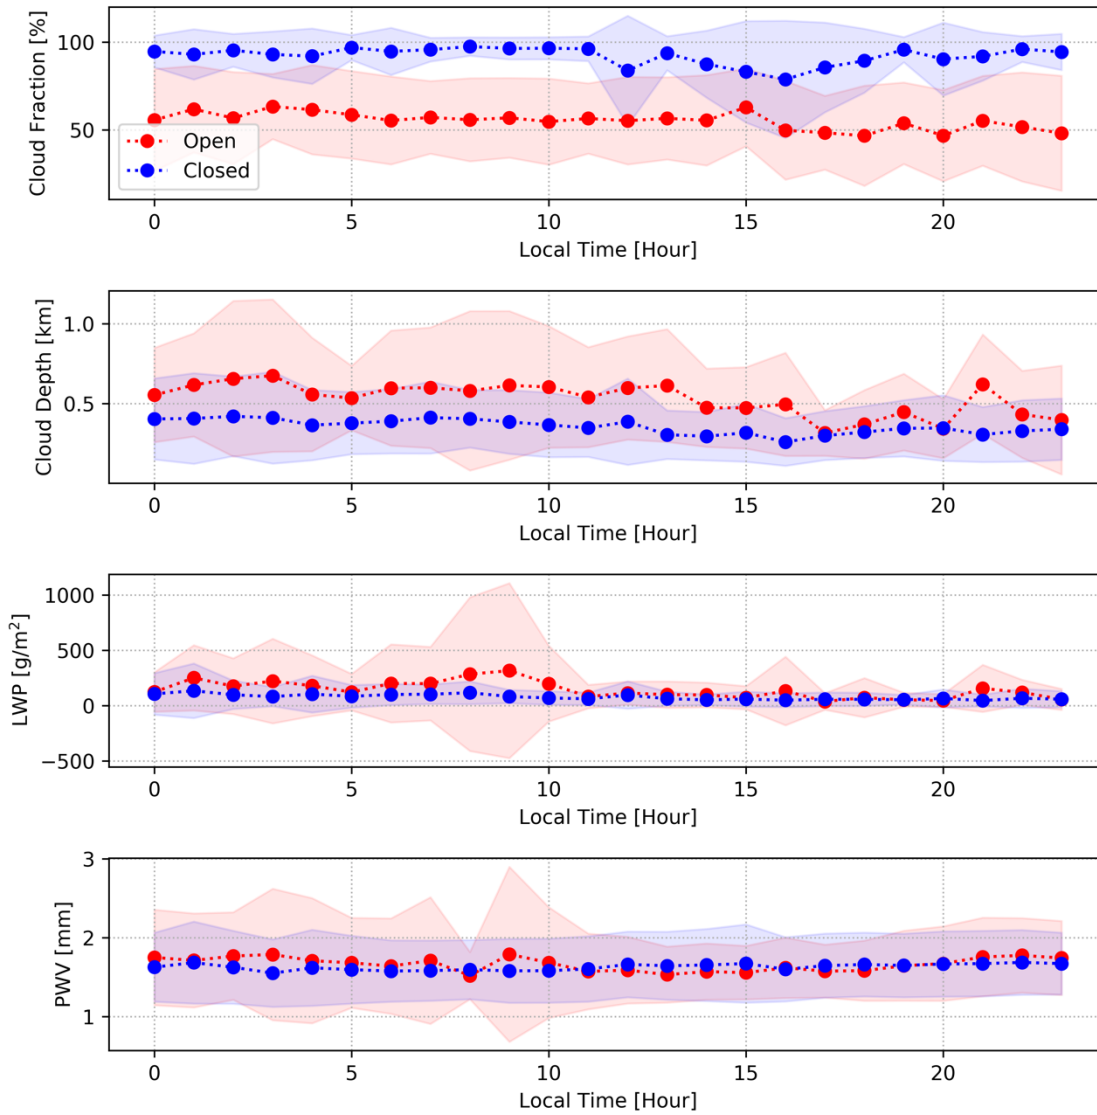 Cloud Fraction [%]
100
50
Open
Closed
0 5 10 15 20
Local Time [Hour]
Cloud Depth [km]
1.0
0.5
0 5 10 15 20
Local Time [Hour]
LWP [g/m²]
1000
500
0
−500
0 5 10 15 20
Local Time [Hour]
PWV [mm]
3
2
1
0 5 10 15 20
Local Time [Hour]